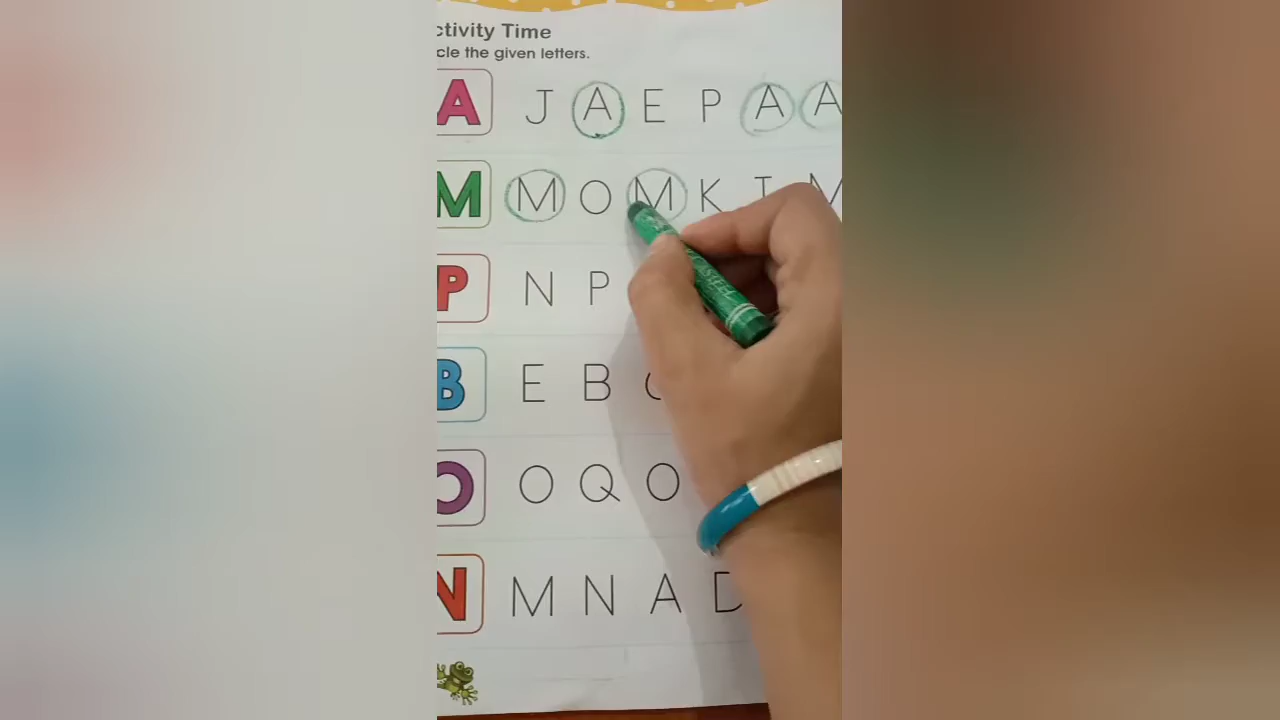 ctivity Time
cle the given letters.
A J A E P A A
M M O M K I M
P N P
B E B
O O Q O
N M N A D